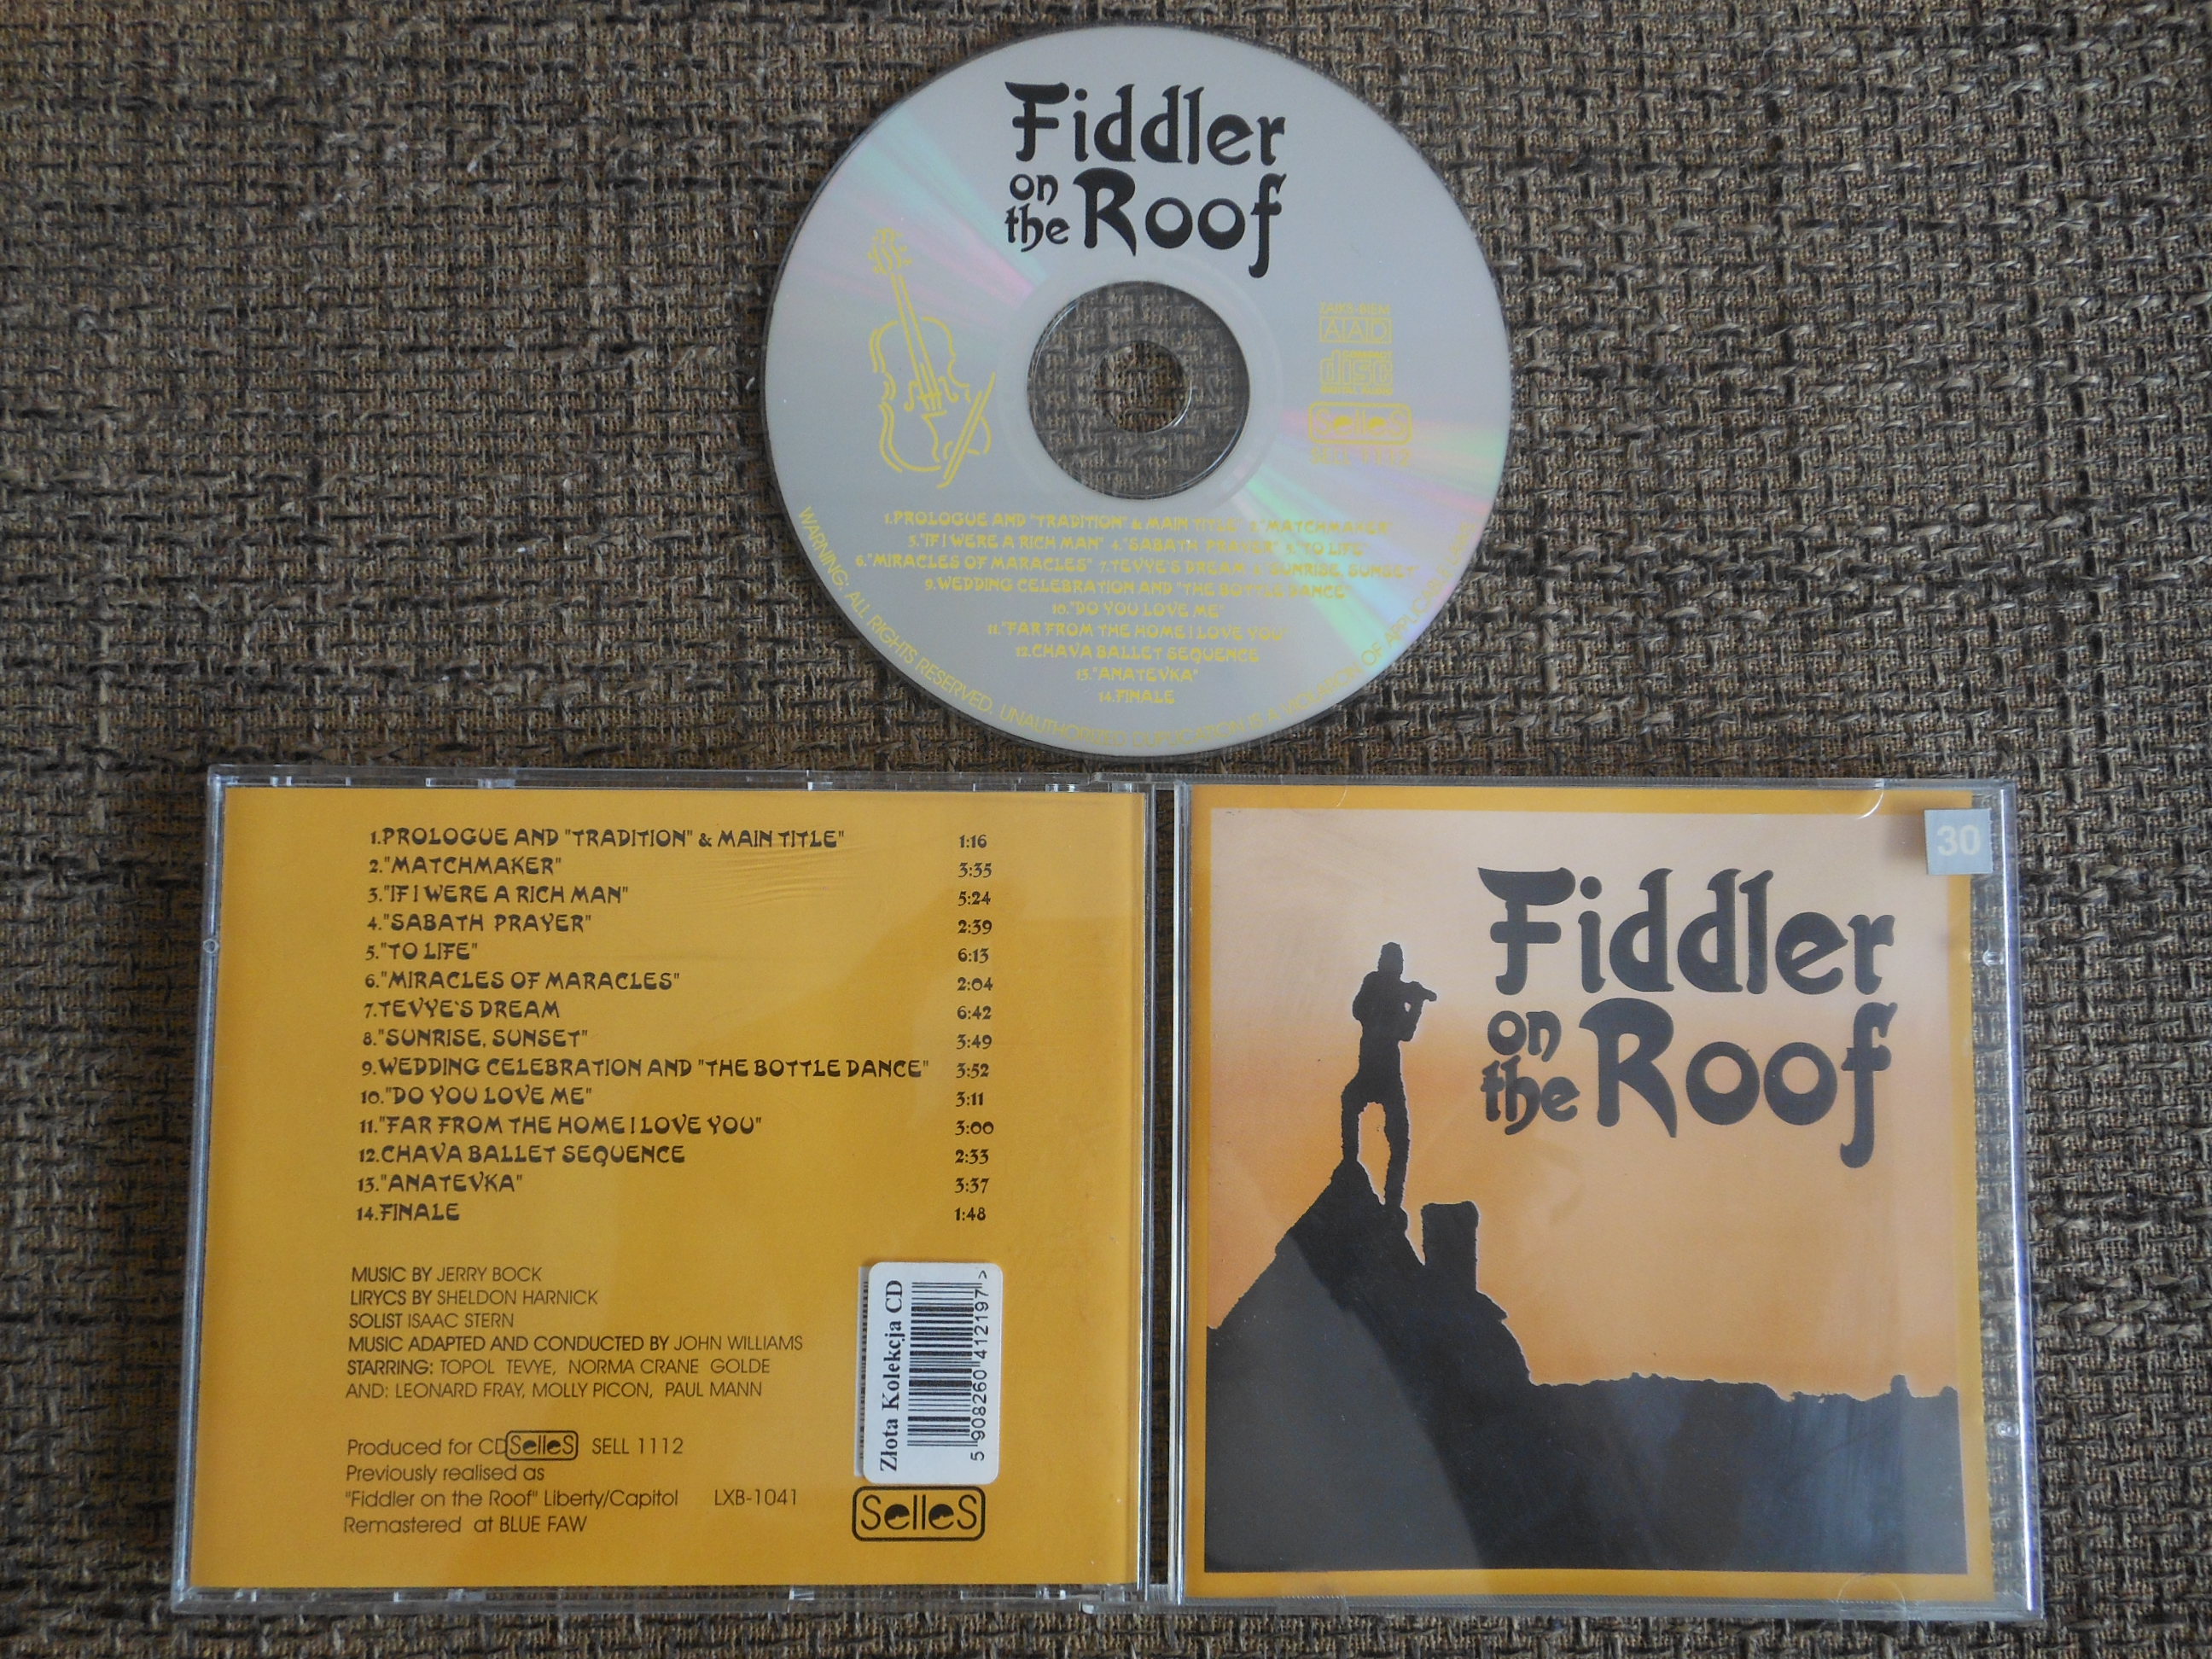 Fiddler
on
the Roof
ZAIKS-BIEM
AAD
COMPACT
disc
DIGITAL AUDIO
SelleS
SELL 1112
1.PROLOGUE AND "TRADITION" & MAIN TITLE" 2."MATCHMAKER"
3."IF I WERE A RICH MAN" 4."SABATH PRAYER" 5."TO LIFE"
6."MIRACLES OF MARACLES" 7.TEVYE'S DREAM 8."SUNRISE, SUNSET"
9.WEDDING CELEBRATION AND "THE BOTTLE DANCE"
10."DO YOU LOVE ME"
11."FAR FROM THE HOME I LOVE YOU"
12.CHAVA BALLET SEQUENCE
13."ANATEVKA"
14.FINALE
WARNING: ALL RIGHTS RESERVED. UNAUTHORIZED DUPLICATION IS A VIOLATION OF APPLICABLE LAWS
1.PROLOGUE AND "TRADITION" & MAIN TITLE" 1:16
2."MATCHMAKER" 3:35
3."IF I WERE A RICH MAN" 5:24
4."SABATH PRAYER" 2:39
5."TO LIFE" 6:13
6."MIRACLES OF MARACLES" 2:04
7.TEVYE`S DREAM 6:42
8."SUNRISE, SUNSET" 3:49
9.WEDDING CELEBRATION AND "THE BOTTLE DANCE" 3:52
10."DO YOU LOVE ME" 3:11
11."FAR FROM THE HOME I LOVE YOU" 3:00
12.CHAVA BALLET SEQUENCE 2:33
13."ANATEVKA" 3:37
14.FINALE 1:48
MUSIC BY JERRY BOCK
LIRYCS BY SHELDON HARNICK
SOLIST ISAAC STERN
MUSIC ADAPTED AND CONDUCTED BY JOHN WILLIAMS
STARRING: TOPOL TEVYE, NORMA CRANE GOLDE
AND: LEONARD FRAY, MOLLY PICON, PAUL MANN
Produced for CD SelleS SELL 1112
Previously realised as
"Fiddler on the Roof" Liberty/Capitol LXB-1041
Remastered at BLUE FAW
Złota Kolekcja CD
5 908260 412197 >
SelleS
30
Fiddler
on
the Roof